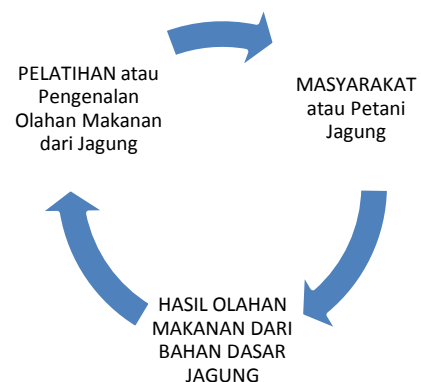 PELATIHAN atau
Pengenalan
Olahan Makanan
dari Jagung
MASYARAKAT
atau Petani
Jagung
HASIL OLAHAN
MAKANAN DARI
BAHAN DASAR
JAGUNG